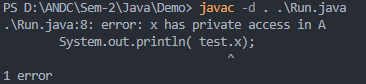 PS D:\ANDC\Sem-2\Java\Demo> javac -d . .\Run.java
.\Run.java:8: error: x has private access in A
        System.out.println( test.x);
                                ^
1 error